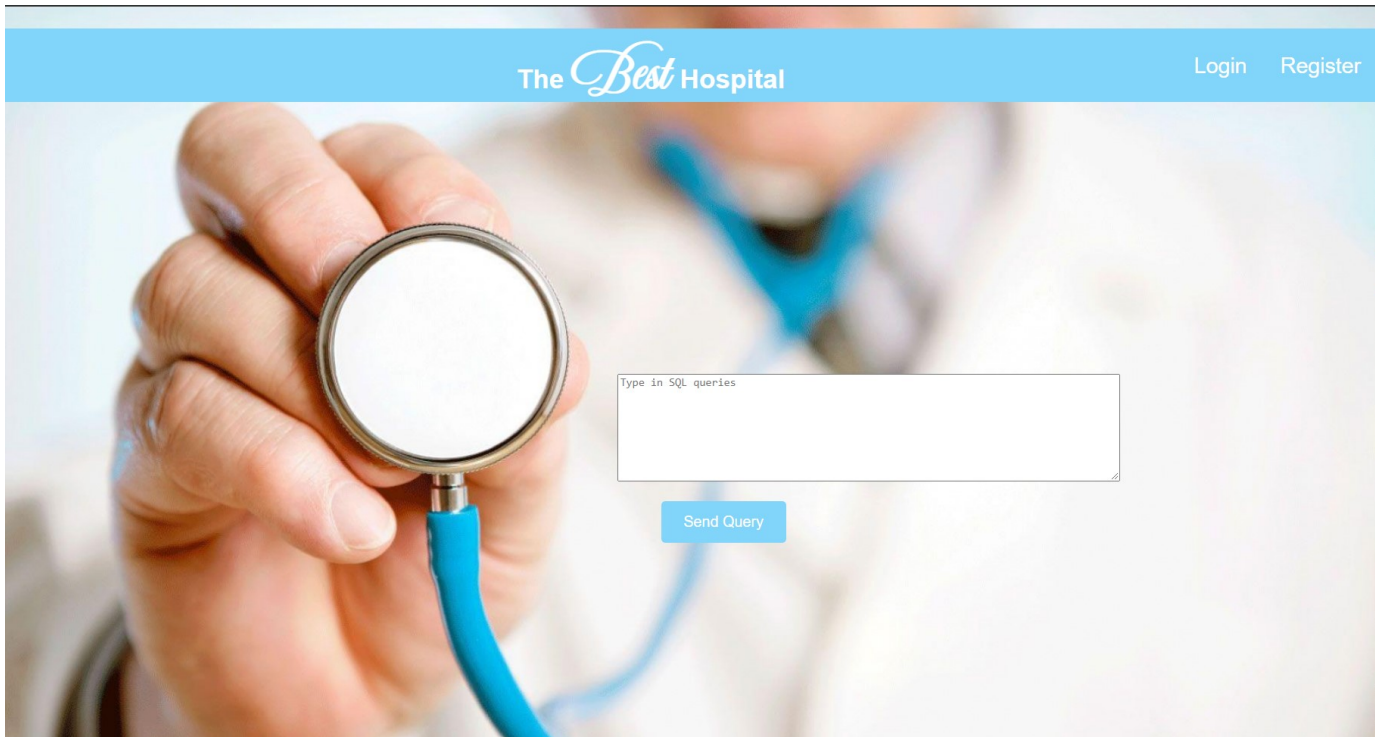 The Best Hospital
Login Register
Type in SQL queries
Send Query